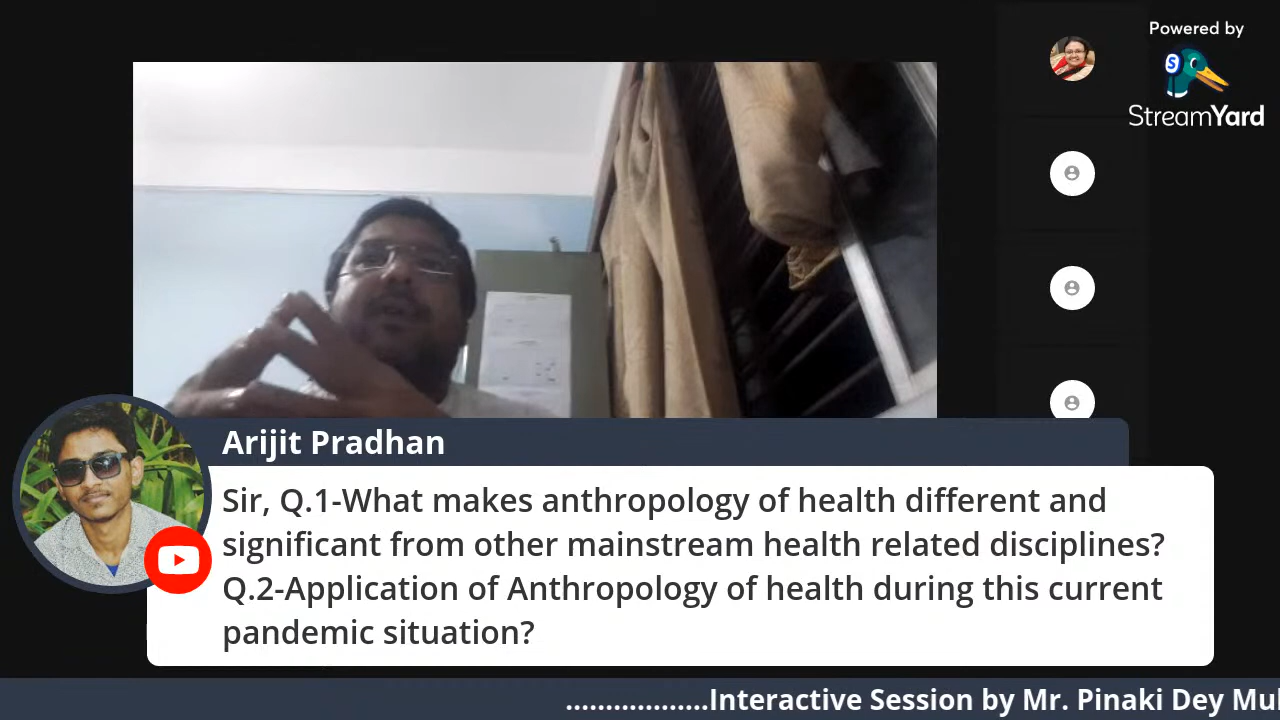 Powered by
S
StreamYard
Arijit Pradhan
Sir, Q.1-What makes anthropology of health different and
significant from other mainstream health related disciplines?
Q.2-Application of Anthropology of health during this current
pandemic situation?
..................Interactive Session by Mr. Pinaki Dey Mu